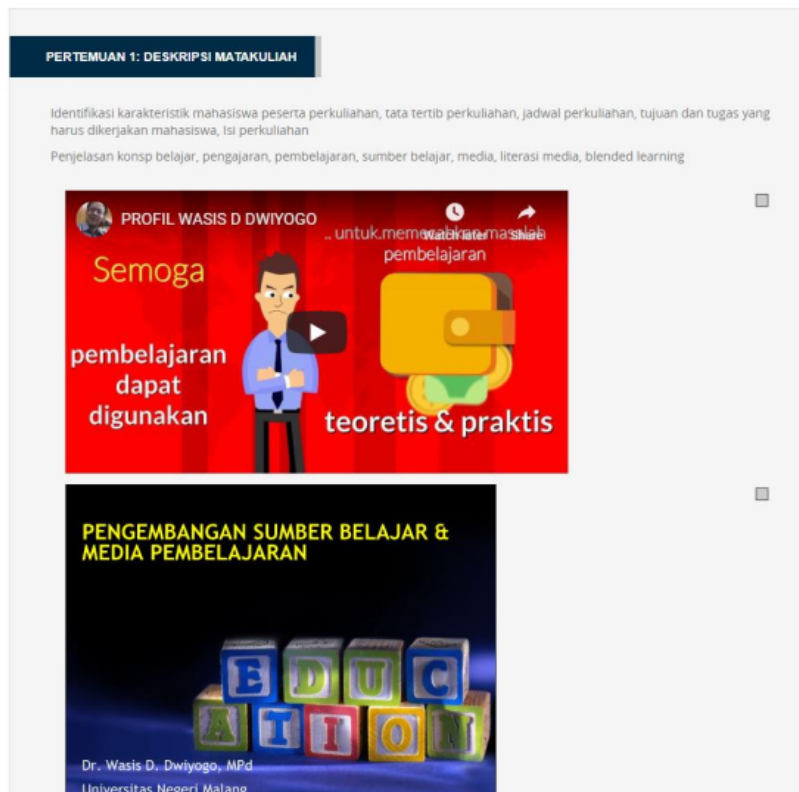 PERTEMUAN 1: DESKRIPSI MATAKULIAH
Identifikasi karakteristik mahasiswa peserta perkuliahan, tata tertib perkuliahan, jadwal perkuliahan, tujuan dan tugas yang
harus dikerjakan mahasiswa, Isi perkuliahan
Penjelasan konsp belajar, pengajaran, pembelajaran, sumber belajar, media, literasi media, blended learning
PROFIL WASIS D DWIYOGO
Watch later
Share
.. untuk memecahkan masalah
pembelajaran
Semoga
pembelajaran
dapat
digunakan
teoretis & praktis
PENGEMBANGAN SUMBER BELAJAR &
MEDIA PEMBELAJARAN
E D U C
A T I O N
Dr. Wasis D. Dwiyogo, MPd
Universitas Negeri Malang